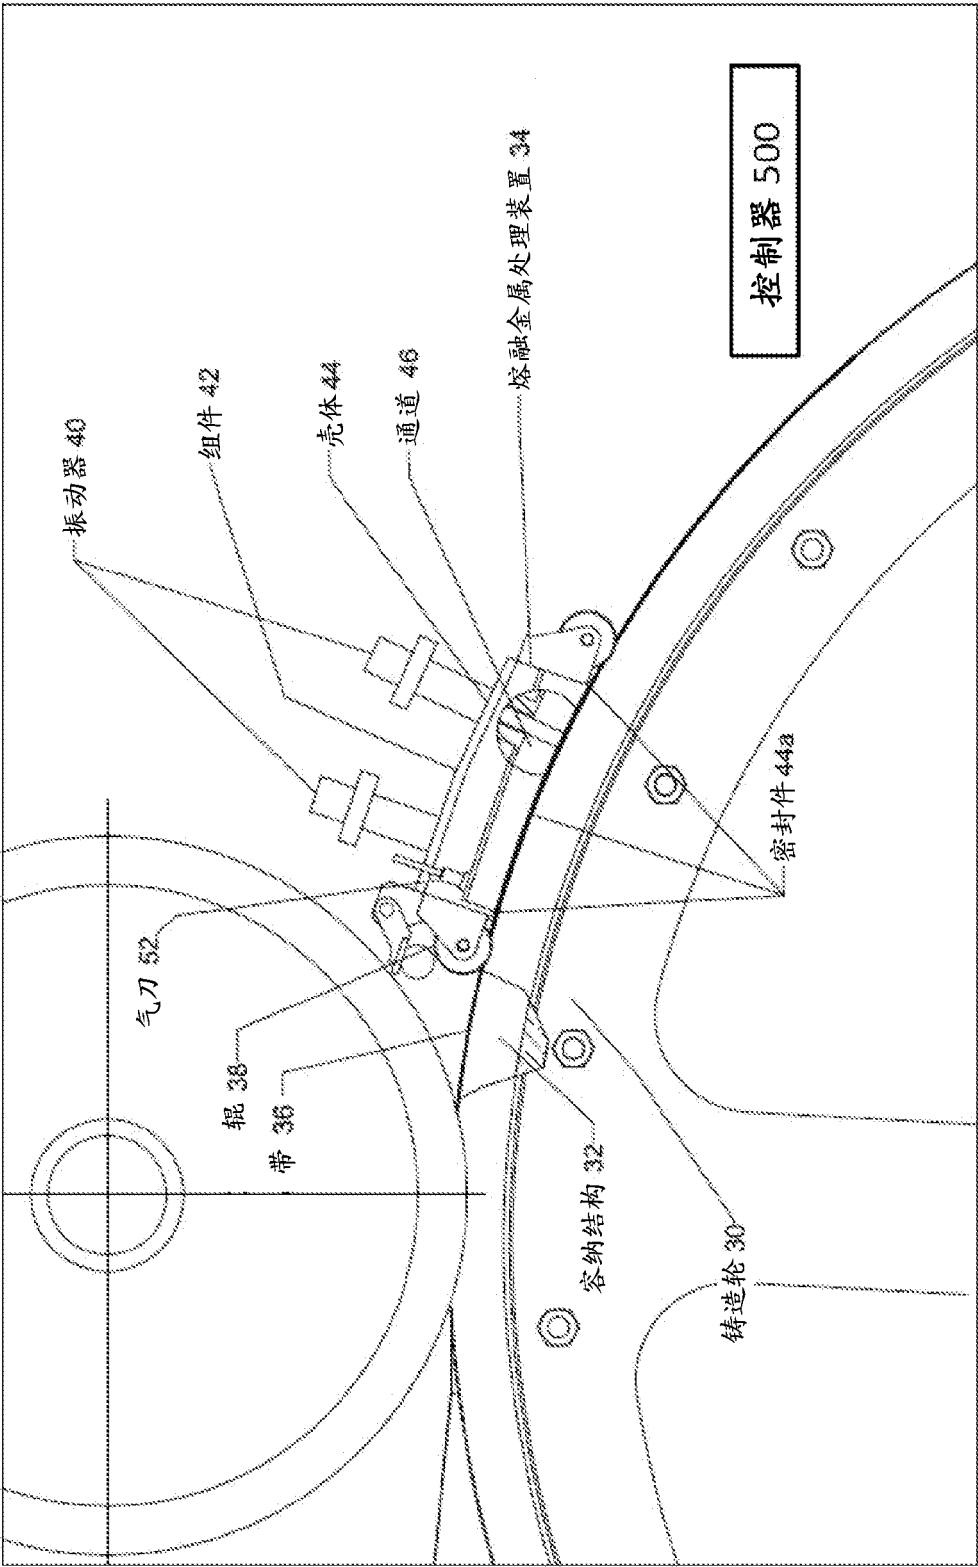 振动器 40
组件 42
壳体 44
通道 46
熔融金属处理装置 34
控制器 500
气刀 52
辊 38
带 36
密封件 44a
容纳结构 32
铸造轮 30